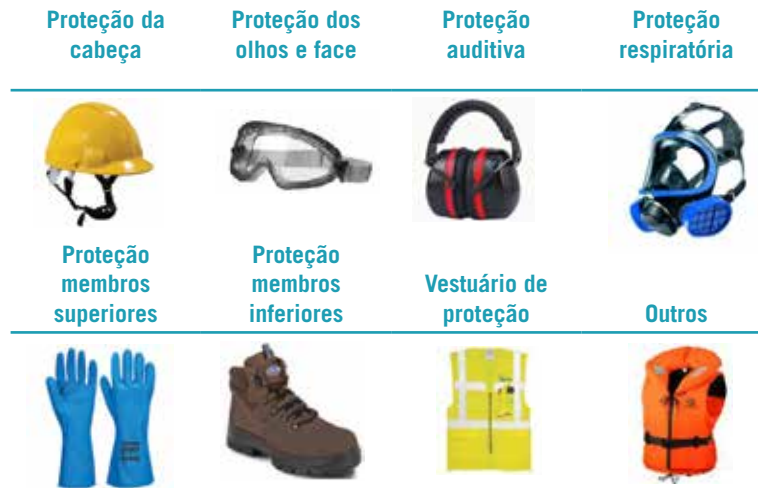 Proteção da
cabeça
Proteção dos
olhos e face
Proteção
auditiva
Proteção
respiratória
Proteção
membros
superiores
Proteção
membros
inferiores
Vestuário de
proteção
Outros